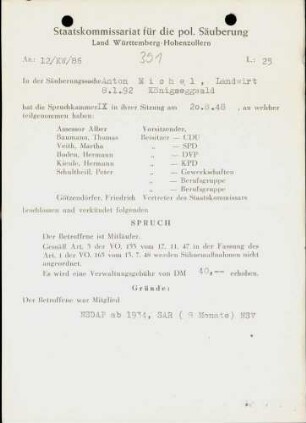 Staatskommissariat für die pol. Säuberung
Land Württemberg-Hohenzollern
Az.: 12/KW/86 391 L.: 25
In der Säuberungssache Anton Michel, Landwirt
8.1.92 Königseggwald
hat die Spruchkammer IX in ihrer Sitzung am 20.8.48, an welcher
teilgenommen haben:
Assessor Vorsitzender,
Baumann, Thomas Beisitzer — CDU
Veith, Martha „ — SPD
Boden, Hermann „ — DVP
Kienle, Hermann „ — KPD
Schultheiß, Peter „ — Gewerkschaften
„ — Berufsgruppe
„ — Berufsgruppe
Götzendörfer, Friedrich Vertreter des Staatskommissars
beschlossen und verkündet folgenden
SPRUCH
Der Betroffene ist Mitläufer.
Gemäß Art. 3 der VO. 133 vom 17. 11. 47 in der Fassung des
Art. 1 der VO. 165 vom 13. 7. 48 werden Sühnemaßnahmen nicht
angeordnet.
Es wird eine Verwaltungsgebühr von DM 40,-- erhoben.
Gründe:
Der Betroffene war Mitglied
NSDAP ab 1934, SAR (8 Monate) NSV